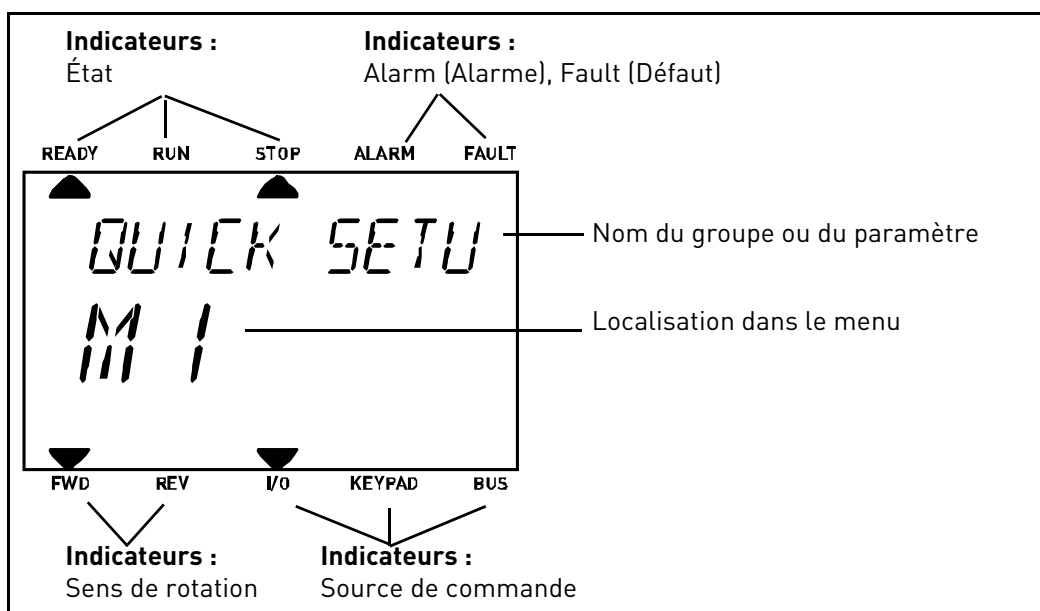 Indicateurs : Indicateurs :
État Alarm (Alarme), Fault (Défaut)
READY RUN STOP ALARM FAULT
QUICK SETU Nom du groupe ou du paramètre
M1 Localisation dans le menu
FWD REV I/O KEYPAD BUS
Indicateurs : Indicateurs :
Sens de rotation Source de commande